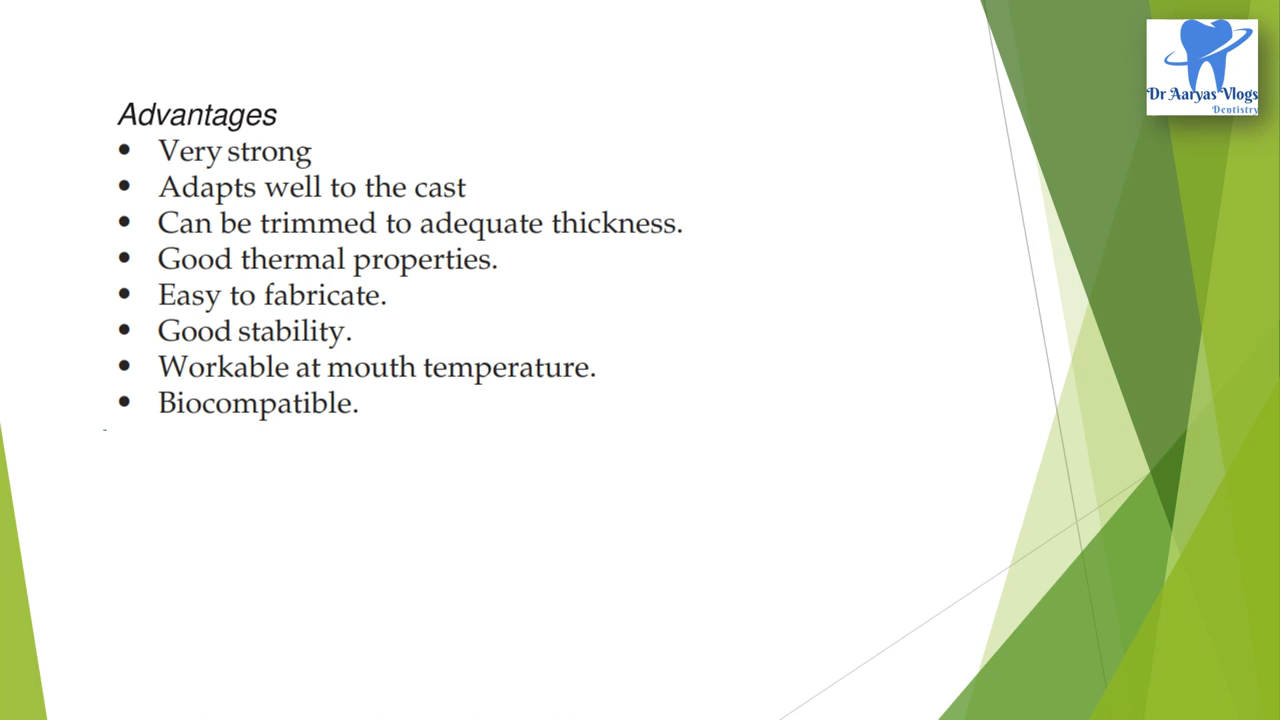 Dr Aaryas Vlogs
Dentistry
Advantages
• Very strong
• Adapts well to the cast
• Can be trimmed to adequate thickness.
• Good thermal properties.
• Easy to fabricate.
• Good stability.
• Workable at mouth temperature.
• Biocompatible.